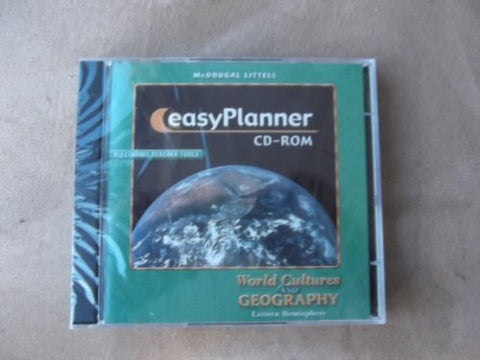 McDOUGAL LITTELL
easyPlanner
CD-ROM
ELECTRONIC TEACHER TOOLS
World Cultures
AND
GEOGRAPHY
Eastern Hemisphere